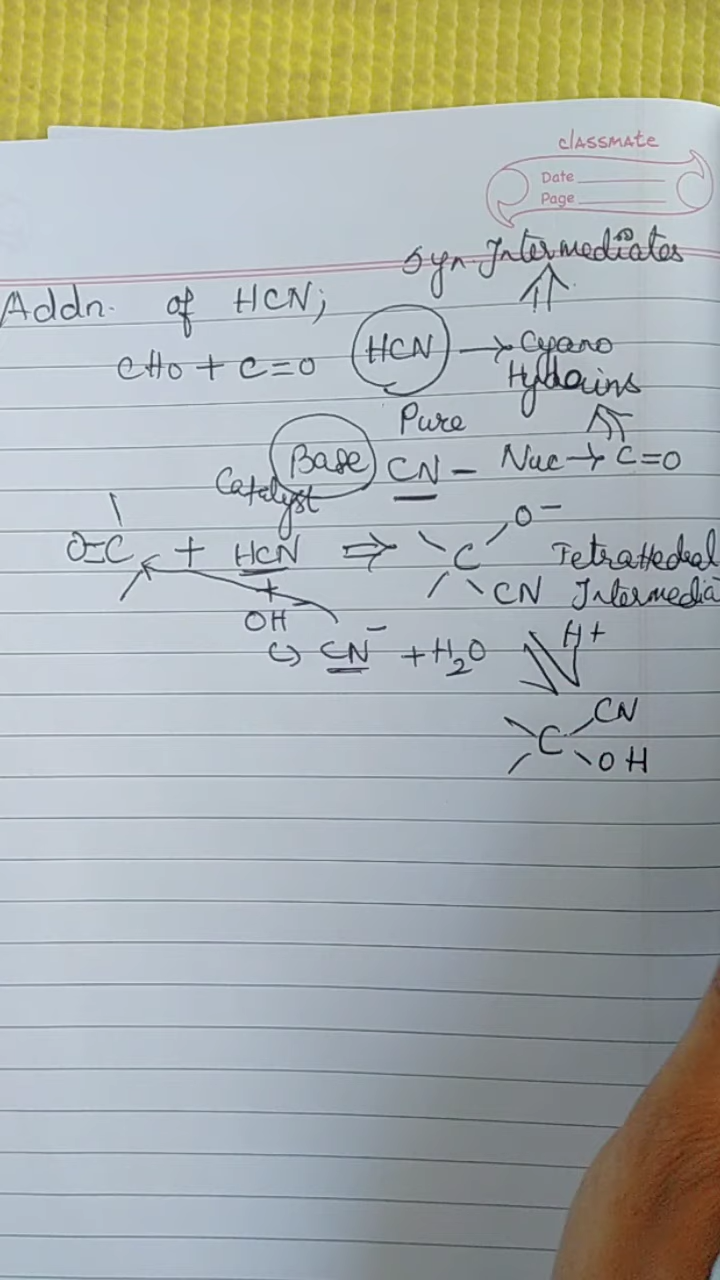 classmate
Date
Page
Syn. Intermediates
Addn. of HCN;
⇑
CHO + C=O HCN → Cyano
Hydrains
Pure
⇑
Base CN - Nuc → C=O
Catalyst
O=C + HCN ⇒ C O⁻ Tetrahedral
+ CN Intermedia
OH⁻
↪ CN⁻ + H₂O H+
⇓
CN
C
OH